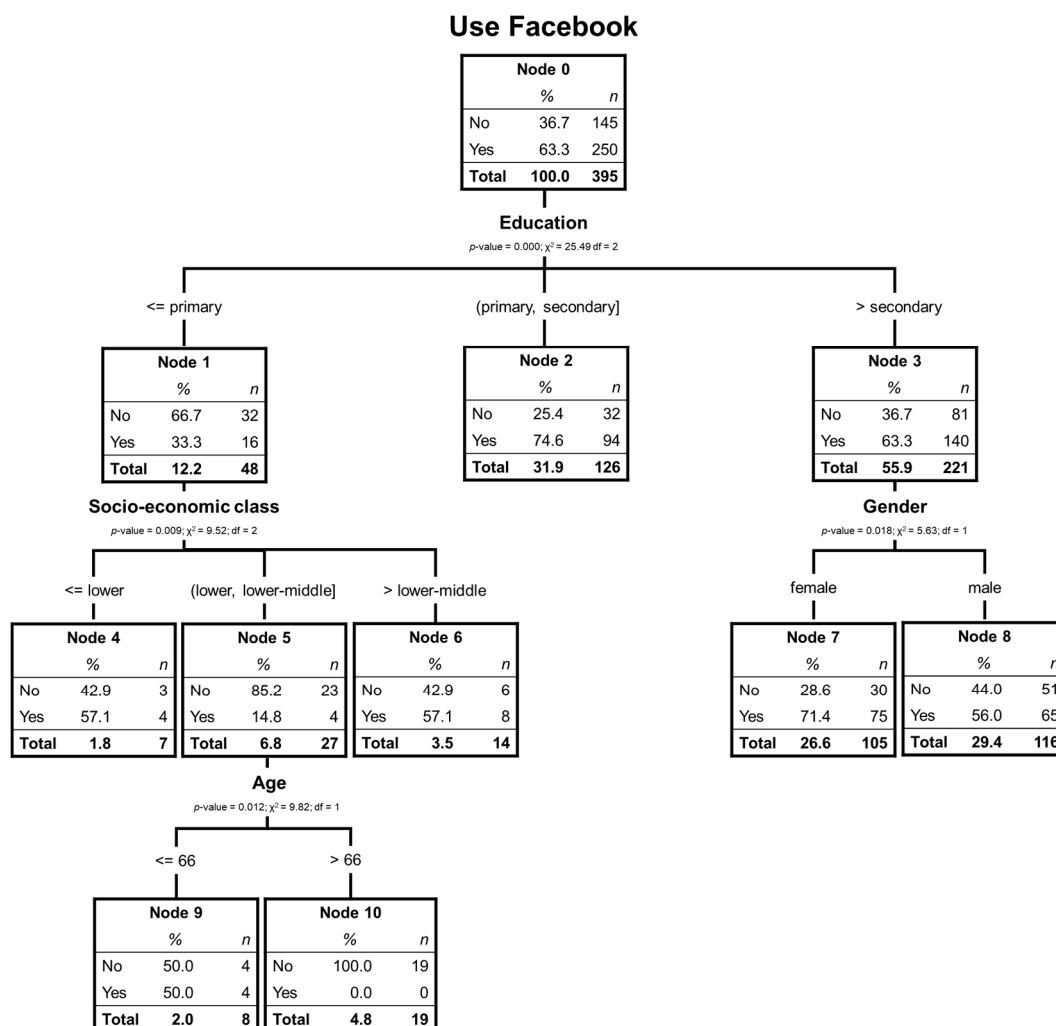 Use Facebook
Node 0
% n
No 36.7 145
Yes 63.3 250
Total 100.0 395
Education
p-value = 0.000; χ² = 25.49 df = 2
<= primary
(primary, secondary]
> secondary
Node 1
% n
No 66.7 32
Yes 33.3 16
Total 12.2 48
Node 2
% n
No 25.4 32
Yes 74.6 94
Total 31.9 126
Node 3
% n
No 36.7 81
Yes 63.3 140
Total 55.9 221
Socio-economic class
p-value = 0.009; χ² = 9.52; df = 2
Gender
p-value = 0.018; χ² = 5.63; df = 1
<= lower
(lower, lower-middle]
> lower-middle
female
male
Node 4
% n
No 42.9 3
Yes 57.1 4
Total 1.8 7
Node 5
% n
No 85.2 23
Yes 14.8 4
Total 6.8 27
Node 6
% n
No 42.9 6
Yes 57.1 8
Total 3.5 14
Node 7
% n
No 28.6 30
Yes 71.4 75
Total 26.6 105
Node 8
% n
No 44.0 51
Yes 56.0 65
Total 29.4 116
Age
p-value = 0.012; χ² = 9.82; df = 1
<= 66
> 66
Node 9
% n
No 50.0 4
Yes 50.0 4
Total 2.0 8
Node 10
% n
No 100.0 19
Yes 0.0 0
Total 4.8 19